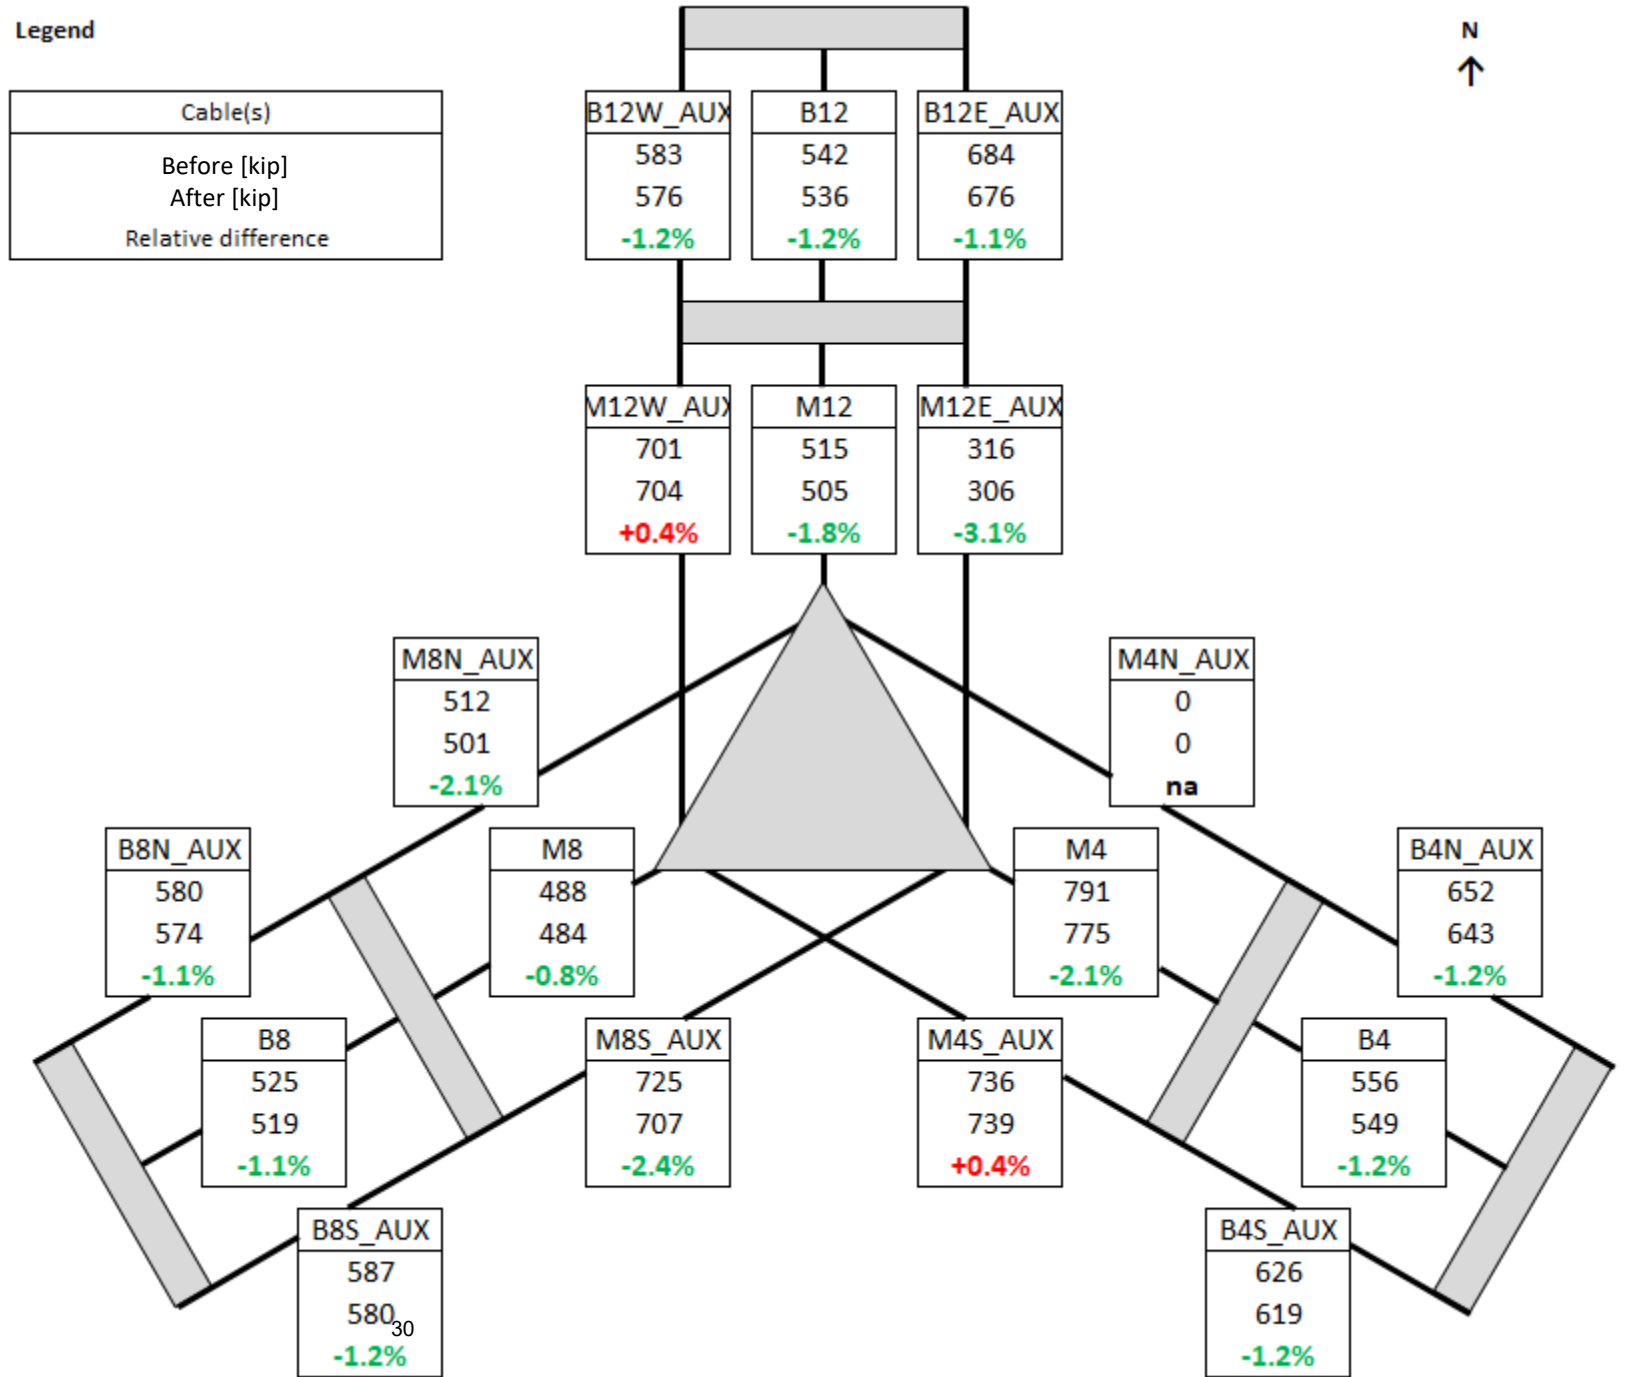 Legend
N
↑
Cable(s)
Before [kip]
After [kip]
Relative difference
B12W_AUX
583
576
-1.2%
B12
542
536
-1.2%
B12E_AUX
684
676
-1.1%
M12W_AUX
701
704
+0.4%
M12
515
505
-1.8%
M12E_AUX
316
306
-3.1%
M8N_AUX
512
501
-2.1%
M4N_AUX
0
0
na
B8N_AUX
580
574
-1.1%
M8
488
484
-0.8%
M4
791
775
-2.1%
B4N_AUX
652
643
-1.2%
B8
525
519
-1.1%
M8S_AUX
725
707
-2.4%
M4S_AUX
736
739
+0.4%
B4
556
549
-1.2%
B8S_AUX
587
580
30
-1.2%
B4S_AUX
626
619
-1.2%